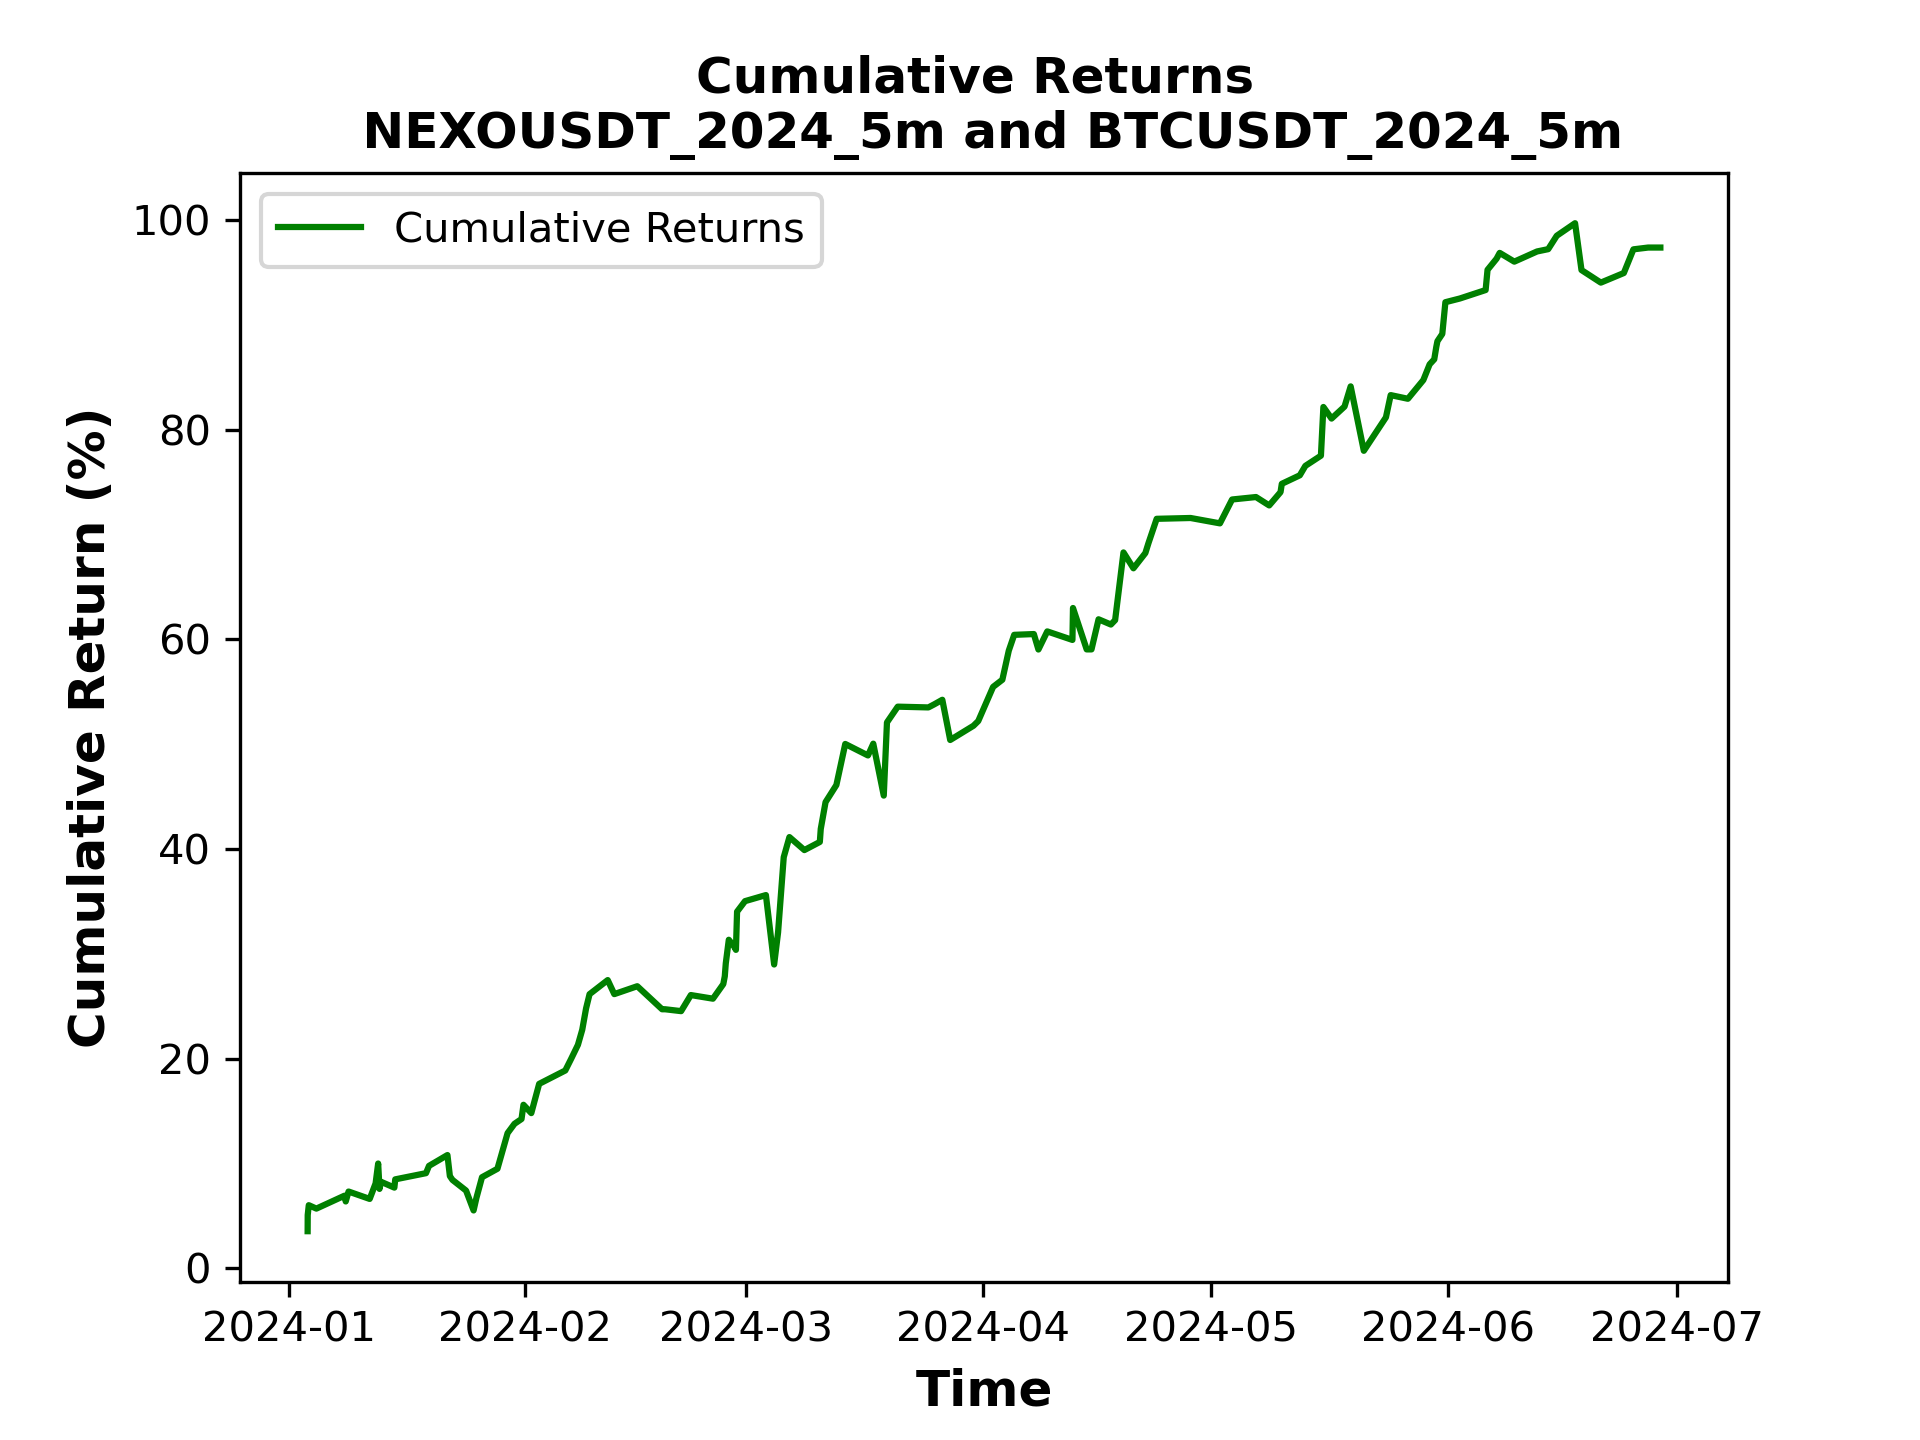 Cumulative Returns
NEXOUSDT_2024_5m and BTCUSDT_2024_5m
Cumulative Returns
Cumulative Return (%)
100
80
60
40
20
0
2024-01 2024-02 2024-03 2024-04 2024-05 2024-06 2024-07
Time